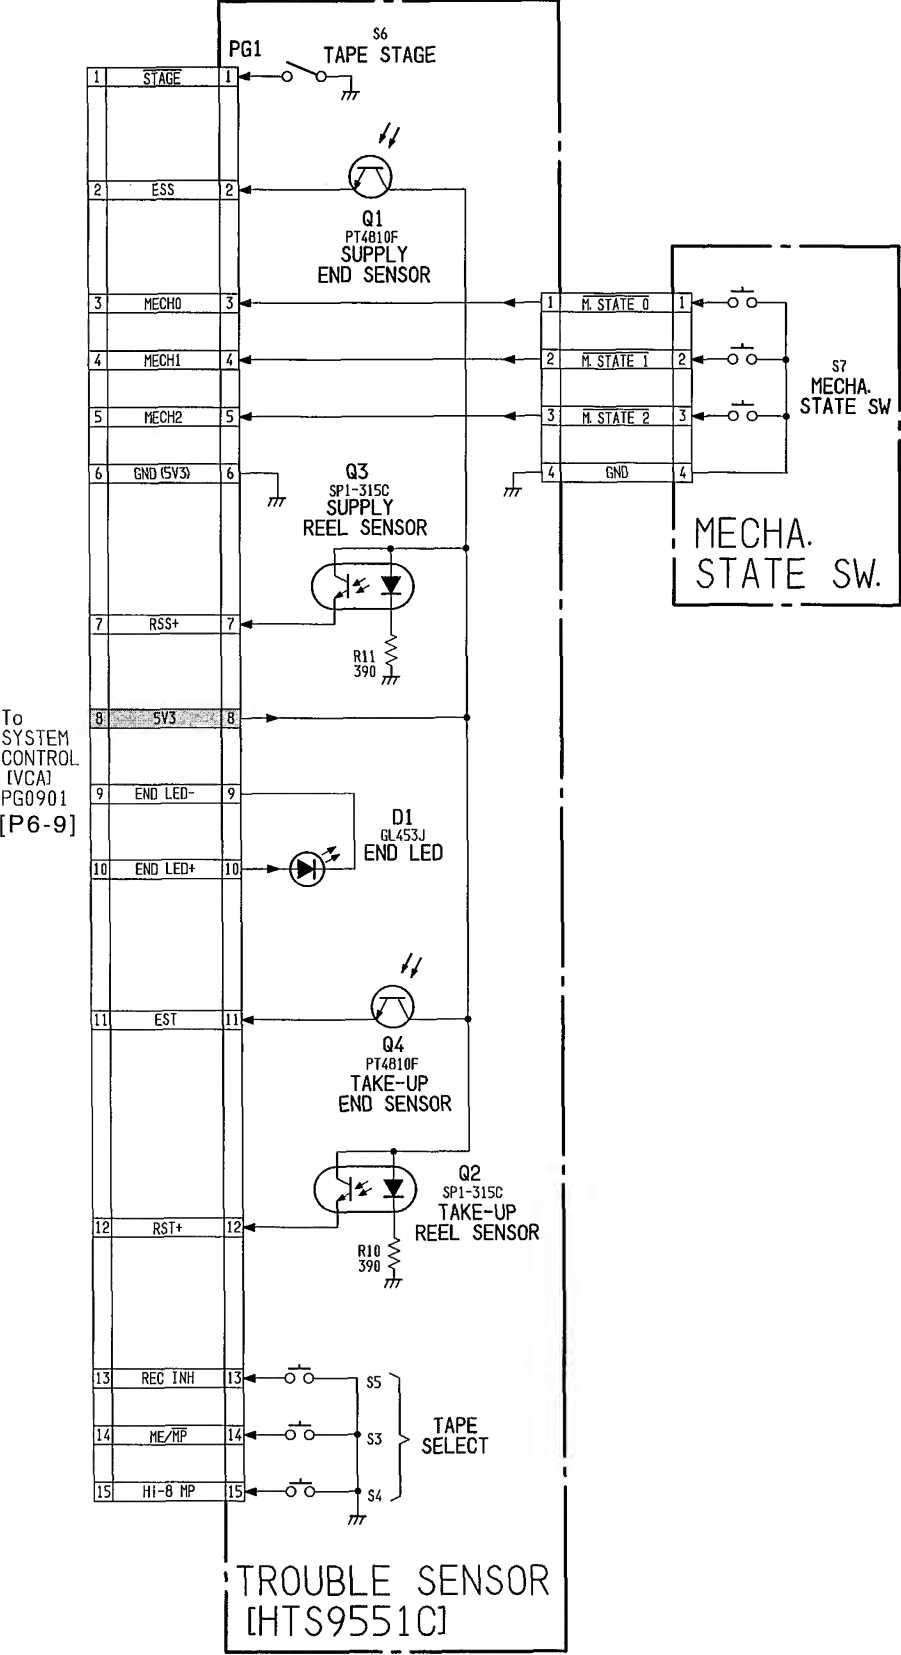 PG1
S6
TAPE STAGE
1 STAGE 1
2 ESS 2
Q1
PT4810F
SUPPLY
END SENSOR
3 MECH0 3
1 M. STATE 0 1
4 MECH1 4
2 M. STATE 1 2
S7
MECHA.
STATE SW
5 MECH2 5
3 M. STATE 2 3
6 GND (5V3) 6
4 GND 4
Q3
SP1-315C
SUPPLY
REEL SENSOR
MECHA.
STATE SW.
7 RSS+ 7
R11
390
8 5V3 8
To
SYSTEM
CONTROL
[VCA]
PG0901
[P6-9]
9 END LED- 9
D1
GL453J
END LED
10 END LED+ 10
11 EST 11
Q4
PT4810F
TAKE-UP
END SENSOR
Q2
SP1-315C
TAKE-UP
REEL SENSOR
12 RST+ 12
R10
390
13 REC INH 13
S5
14 ME/MP 14
S3
TAPE
SELECT
15 Hi-8 MP 15
S4
TROUBLE SENSOR
[HTS9551C]